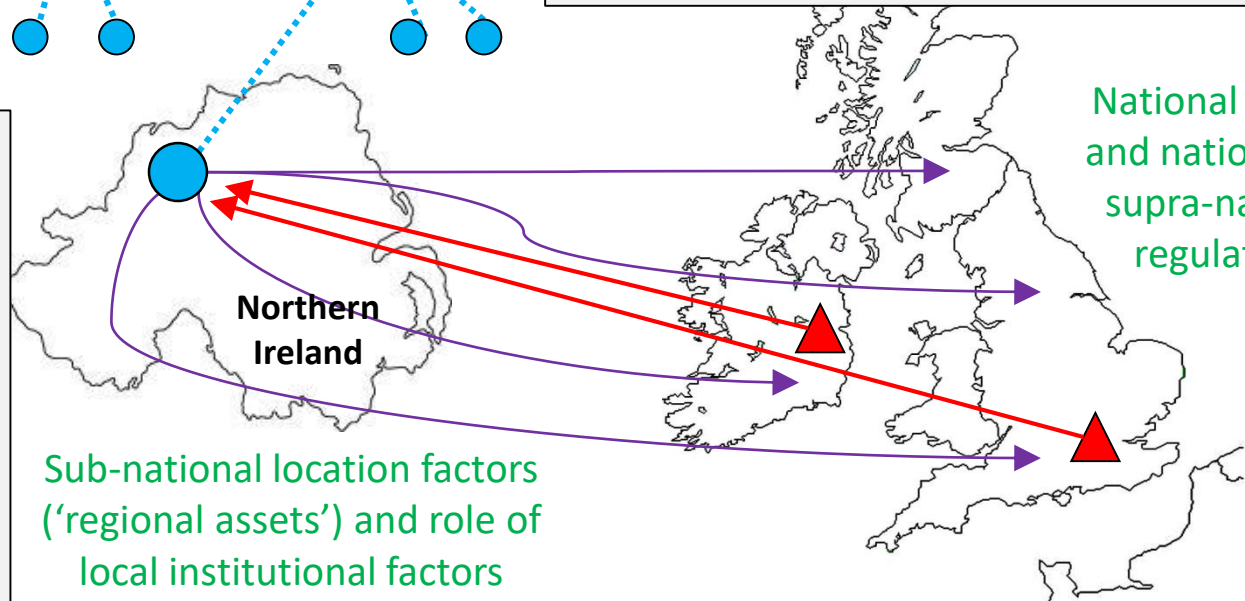 National
and natio
supra-na
regulat
Northern
Ireland
Sub-national location factors
(‘regional assets’) and role of
local institutional factors